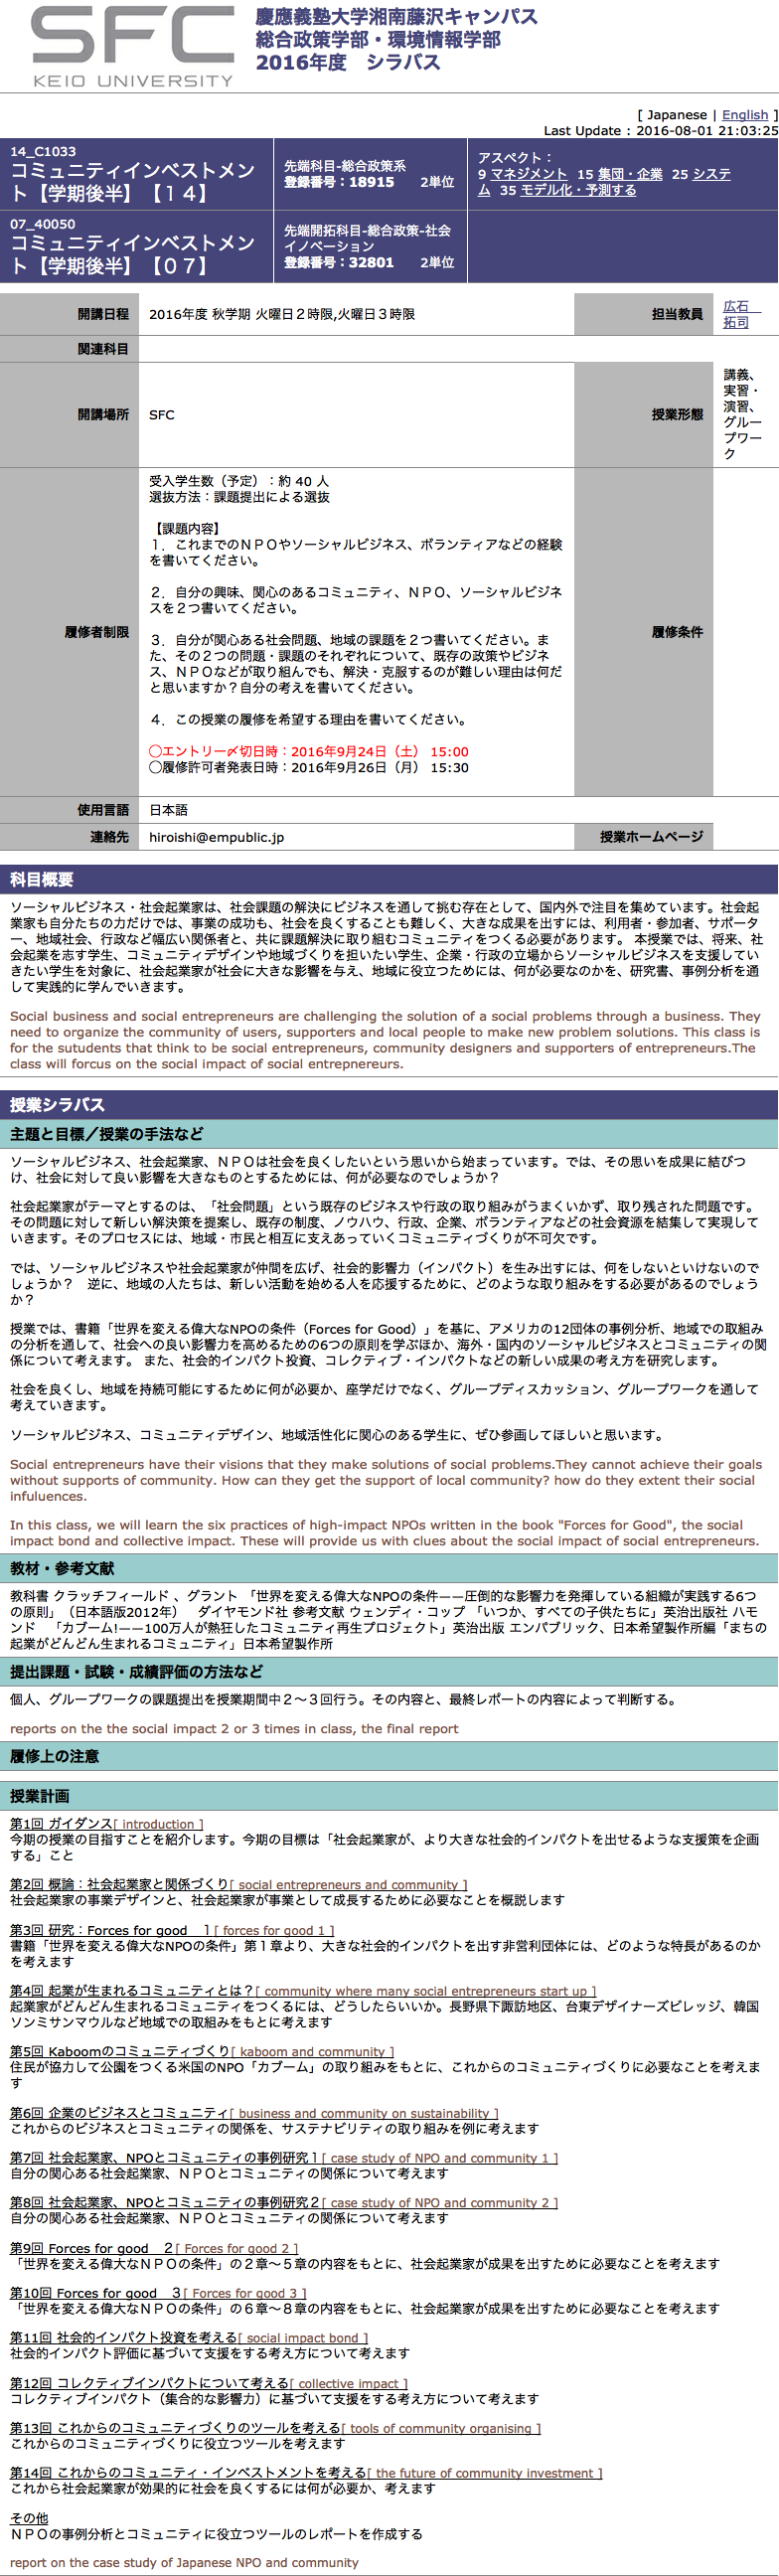 SFC
KEIO UNIVERSITY
慶應義塾大学湘南藤沢キャンパス
総合政策学部・環境情報学部
2016年度　シラバス
[ Japanese | English ]
Last Update : 2016-08-01 21:03:25
14_C1033
コミュニティインベストメン
ト【学期後半】【１４】
先端科目-総合政策系
登録番号：18915　　2単位
アスペクト：
9 マネジメント 15 集団・企業 25 システ
ム 35 モデル化・予測する
07_40050
コミュニティインベストメン
ト【学期後半】【０７】
先端開拓科目-総合政策-社会
イノベーション
登録番号：32801　　2単位
開講日程
2016年度 秋学期 火曜日２時限,火曜日３時限
担当教員
広石
拓司
関連科目
開講場所
SFC
授業形態
講義、
実習・
演習、
グルー
プワー
ク
履修者制限
受入学生数（予定）：約 40 人
選抜方法：課題提出による選抜
【課題内容】
１．これまでのＮＰＯやソーシャルビジネス、ボランティアなどの経験
を書いてください。
２．自分の興味、関心のあるコミュニティ、ＮＰＯ、ソーシャルビジネ
スを２つ書いてください。
３．自分が関心ある社会問題、地域の課題を２つ書いてください。ま
た、その２つの問題・課題のそれぞれについて、既存の政策やビジネ
ス、ＮＰＯなどが取り組んでも、解決・克服するのが難しい理由は何だ
と思いますか？自分の考えを書いてください。
４．この授業の履修を希望する理由を書いてください。
◯エントリー〆切日時：2016年9月24日（土） 15:00
◯履修許可者発表日時：2016年9月26日（月） 15:30
履修条件
使用言語
日本語
連絡先
hiroishi@empublic.jp
授業ホームページ
科目概要
ソーシャルビジネス・社会起業家は、社会課題の解決にビジネスを通して挑む存在として、国内外で注目を集めています。社会起
業家も自分たちの力だけでは、事業の成功も、社会を良くすることも難しく、大きな成果を出すには、利用者・参加者、サポータ
ー、地域社会、行政など幅広い関係者と、共に課題解決に取り組むコミュニティをつくる必要があります。 本授業では、将来、社
会起業を志す学生、コミュニティデザインや地域づくりを担いたい学生、企業・行政の立場からソーシャルビジネスを支援してい
きたい学生を対象に、社会起業家が社会に大きな影響を与え、地域に役立つためには、何が必要なのかを、研究書、事例分析を通
して実践的に学んでいきます。
Social business and social entrepreneurs are challenging the solution of a social problems through a business. They
need to organize the community of users, supporters and local people to make new problem solutions. This class is
for the sutudents that think to be social entrepreneurs, community designers and supporters of entrepreneurs.The
class will forcus on the social impact of social entrepnereurs.
授業シラバス
主題と目標／授業の手法など
ソーシャルビジネス、社会起業家、ＮＰＯは社会を良くしたいという思いから始まっています。では、その思いを成果に結びつ
け、社会に対して良い影響を大きなものとするためには、何が必要なのでしょうか？
社会起業家がテーマとするのは、「社会問題」という既存のビジネスや行政の取り組みがうまくいかず、取り残された問題です。
その問題に対して新しい解決策を提案し、既存の制度、ノウハウ、行政、企業、ボランティアなどの社会資源を結集して実現して
いきます。そのプロセスには、地域・市民と相互に支えあっていくコミュニティづくりが不可欠です。
では、ソーシャルビジネスや社会起業家が仲間を広げ、社会的影響力（インパクト）を生み出すには、何をしないといけないので
しょうか？　逆に、地域の人たちは、新しい活動を始める人を応援するために、どのような取り組みをする必要があるのでしょう
か？
授業では、書籍「世界を変える偉大なNPOの条件（Forces for Good）」を基に、アメリカの12団体の事例分析、地域での取組み
の分析を通して、社会への良い影響力を高めるための6つの原則を学ぶほか、海外・国内のソーシャルビジネスとコミュニティの関
係について考えます。 また、社会的インパクト投資、コレクティブ・インパクトなどの新しい成果の考え方を研究します。
社会を良くし、地域を持続可能にするために何が必要か、座学だけでなく、グループディスカッション、グループワークを通して
考えていきます。
ソーシャルビジネス、コミュニティデザイン、地域活性化に関心のある学生に、ぜひ参画してほしいと思います。
Social entrepreneurs have their visions that they make solutions of social problems.They cannot achieve their goals
without supports of community. How can they get the support of local community? how do they extent their social
infuluences.
In this class, we will learn the six practices of high-impact NPOs written in the book "Forces for Good", the social
impact bond and collective impact. These will provide us with clues about the social impact of social entrepreneurs.
教材・参考文献
教科書 クラッチフィールド 、グラント 「世界を変える偉大なNPOの条件――圧倒的な影響力を発揮している組織が実践する6つ
の原則」（日本語版2012年）　ダイヤモンド社 参考文献 ウェンディ・コップ 「いつか、すべての子供たちに」英治出版社 ハモ
ンド　「カブーム!――100万人が熱狂したコミュニティ再生プロジェクト」英治出版 エンパブリック、日本希望製作所編「まちの
起業がどんどん生まれるコミュニティ」日本希望製作所
提出課題・試験・成績評価の方法など
個人、グループワークの課題提出を授業期間中２～３回行う。その内容と、最終レポートの内容によって判断する。
reports on the the social impact 2 or 3 times in class, the final report
履修上の注意
授業計画
第1回 ガイダンス[ introduction ]
今期の授業の目指すことを紹介します。今期の目標は「社会起業家が、より大きな社会的インパクトを出せるような支援策を企画
する」こと
第2回 概論：社会起業家と関係づくり[ social entrepreneurs and community ]
社会起業家の事業デザインと、社会起業家が事業として成長するために必要なことを概説します
第3回 研究：Forces for good　１[ forces for good 1 ]
書籍「世界を変える偉大なNPOの条件」第１章より、大きな社会的インパクトを出す非営利団体には、どのような特長があるのか
を考えます
第4回 起業が生まれるコミュニティとは？[ community where many social entrepreneurs start up ]
起業家がどんどん生まれるコミュニティをつくるには、どうしたらいいか。長野県下諏訪地区、台東デザイナーズビレッジ、韓国
ソンミサンマウルなど地域での取組みをもとに考えます
第5回 Kaboomのコミュニティづくり[ kaboom and community ]
住民が協力して公園をつくる米国のNPO「カブーム」の取り組みをもとに、これからのコミュニティづくりに必要なことを考えま
す
第6回 企業のビジネスとコミュニティ[ business and community on sustainability ]
これからのビジネスとコミュニティの関係を、サステナビリティの取り組みを例に考えます
第7回 社会起業家、NPOとコミュニティの事例研究１[ case study of NPO and community 1 ]
自分の関心ある社会起業家、ＮＰＯとコミュニティの関係について考えます
第8回 社会起業家、NPOとコミュニティの事例研究２[ case study of NPO and community 2 ]
自分の関心ある社会起業家、ＮＰＯとコミュニティの関係について考えます
第9回 Forces for good　２[ Forces for good 2 ]
「世界を変える偉大なＮＰＯの条件」の２章～５章の内容をもとに、社会起業家が成果を出すために必要なことを考えます
第10回 Forces for good　３[ Forces for good 3 ]
「世界を変える偉大なＮＰＯの条件」の６章～８章の内容をもとに、社会起業家が成果を出すために必要なことを考えます
第11回 社会的インパクト投資を考える[ social impact bond ]
社会的インパクト評価に基づいて支援をする考え方について考えます
第12回 コレクティブインパクトについて考える[ collective impact ]
コレクティブインパクト（集合的な影響力）に基づいて支援をする考え方について考えます
第13回 これからのコミュニティづくりのツールを考える[ tools of community organising ]
これからのコミュニティづくりに役立つツールを考えます
第14回 これからのコミュニティ・インベストメントを考える[ the future of community investment ]
これから社会起業家が効果的に社会を良くするには何が必要か、考えます
その他
ＮＰＯの事例分析とコミュニティに役立つツールのレポートを作成する
report on the case study of Japanese NPO and community